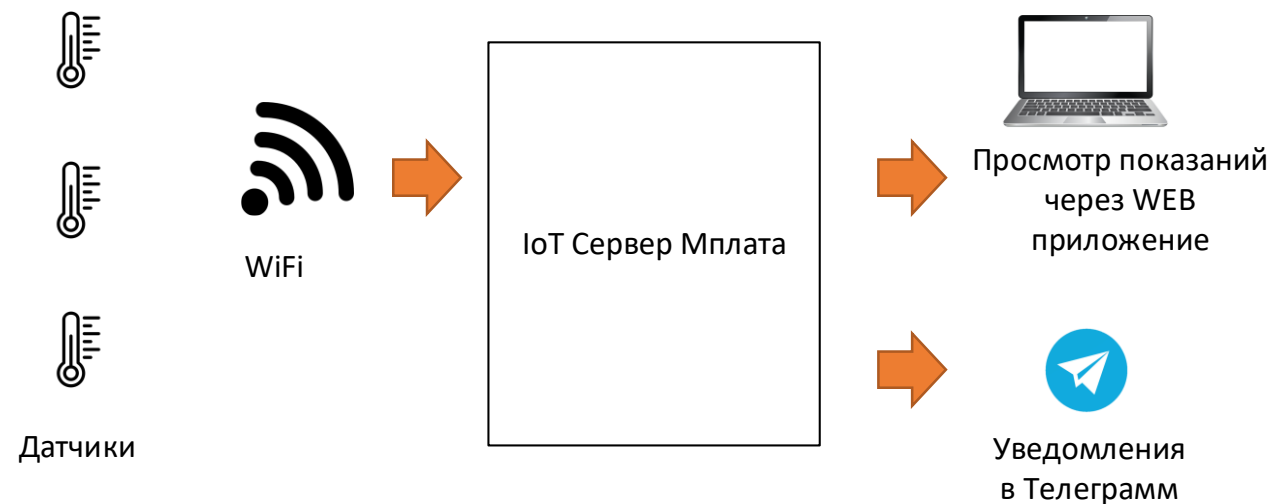 Датчики
WiFi
IoT Сервер Мплата
Просмотр показаний
через WEB
приложение
Уведомления
в Телеграмм